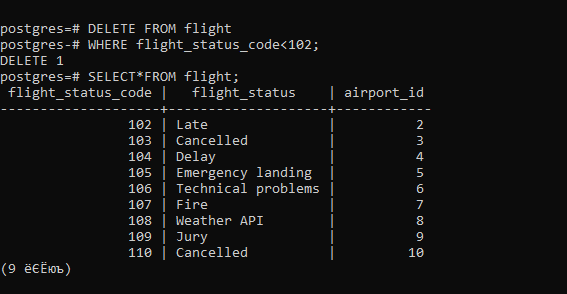 postgres=# DELETE FROM flight
postgres-# WHERE flight_status_code<102;
DELETE 1
postgres=# SELECT*FROM flight;
 flight_status_code |   flight_status    | airport_id
--------------------+--------------------+------------
                102 | Late               |          2
                103 | Cancelled          |          3
                104 | Delay              |          4
                105 | Emergency landing  |          5
                106 | Technical problems |          6
                107 | Fire               |          7
                108 | Weather API        |          8
                109 | Jury               |          9
                110 | Cancelled          |         10
(9 ёЄЁюъ)